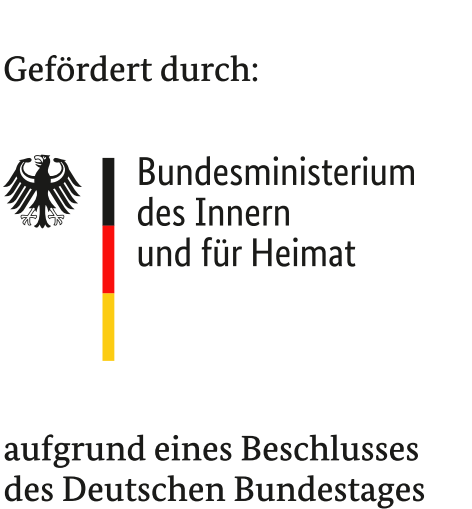 Gefördert durch:
Bundesministerium
des Innern
und für Heimat
aufgrund eines Beschlusses
des Deutschen Bundestages